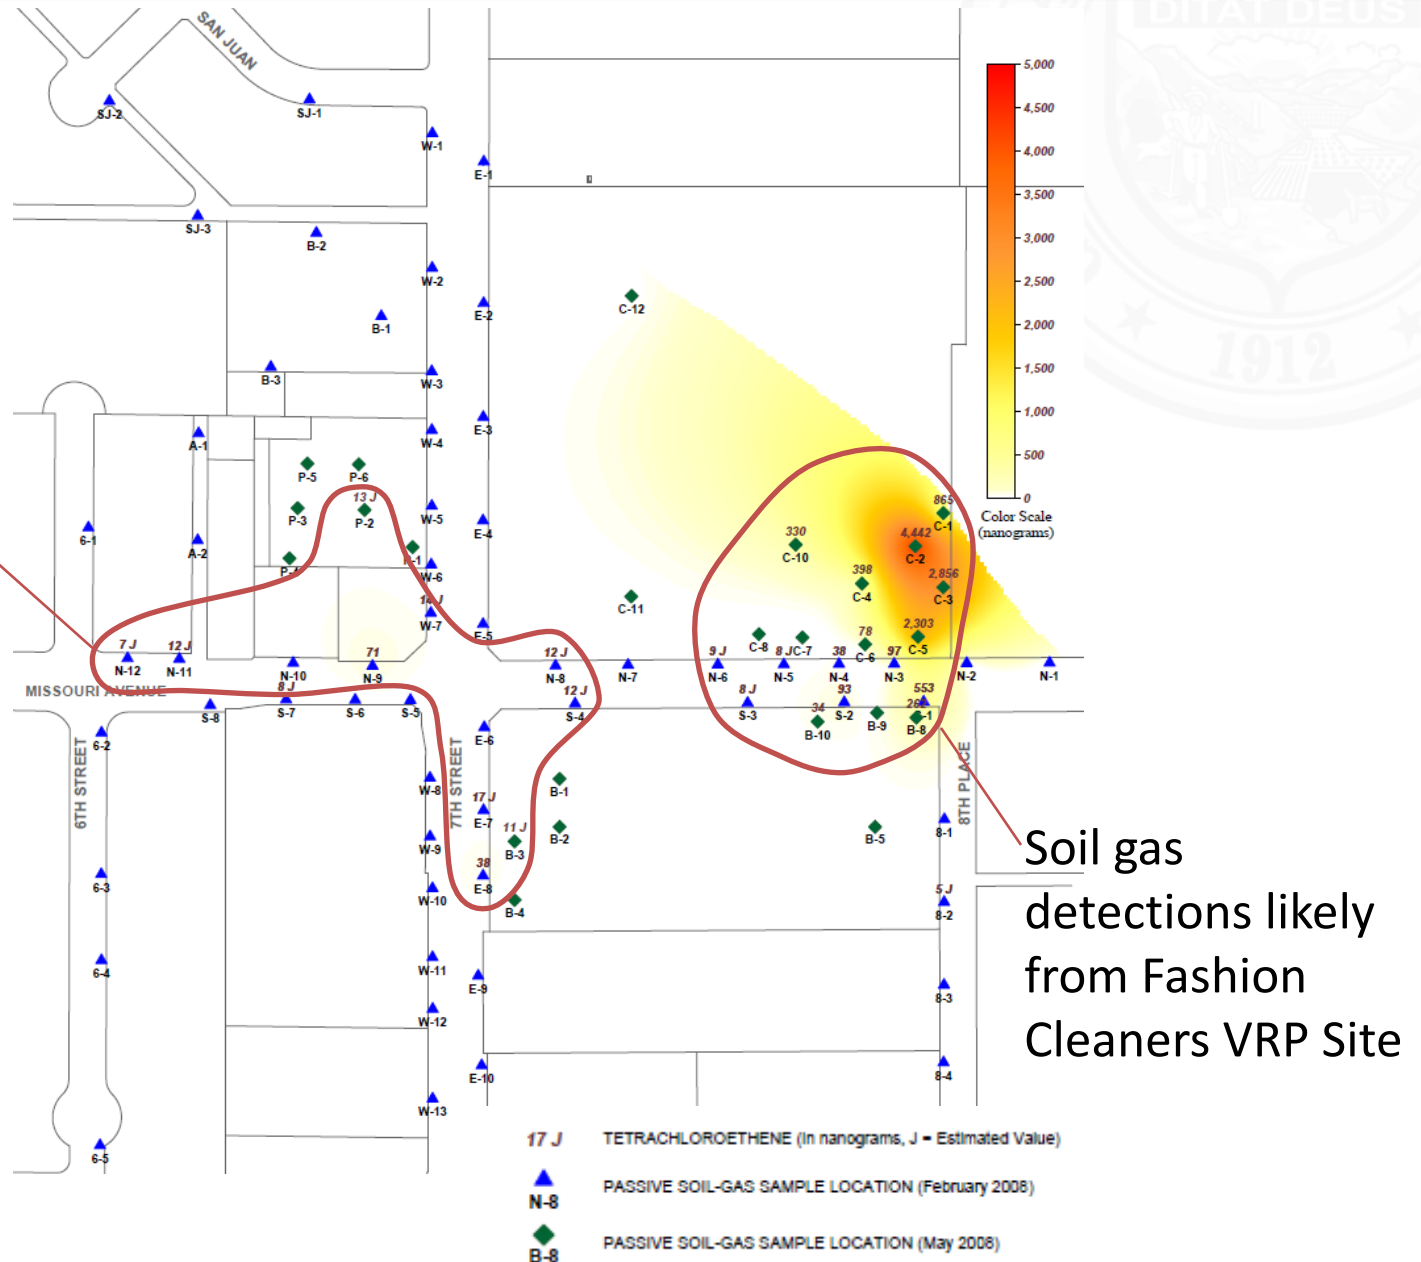 DITAT DEUS
1912
SAN JUAN
SJ-2
SJ-1
W-1
E-1
SJ-3
B-2
W-2
B-1
E-2
C-12
B-3
W-3
5,000
4,500
4,000
3,500
3,000
2,500
2,000
1,500
1,000
500
0
Color Scale
(nanograms)
A-1
W-4
E-3
P-5
P-6
13 J
P-3
P-2
W-5
E-4
6-1
A-2
P-1
W-6
14 J
W-7
E-5
C-11
865
C-1
4,442
C-2
330
C-10
2,856
C-3
398
C-4
2,303
C-5
78
C-6
C-8
C-7
7 J
N-12
12 J
N-11
N-10
71
N-9
12 J
N-8
N-7
9 J
N-6
8 J
N-5
38
N-4
97
N-3
N-2
N-1
MISSOURI AVENUE
S-8
8 J
S-7
S-6
S-5
12 J
S-4
8 J
S-3
93
S-2
553
34
B-10
B-9
B-8
6-2
6TH STREET
7TH STREET
8TH PLACE
E-6
W-8
17 J
E-7
B-1
W-9
11 J
B-3
B-2
B-5
8-1
38
E-8
6-3
W-10
B-4
5 J
8-2
6-4
W-11
E-9
8-3
W-12
E-10
8-4
W-13
6-5
Soil gas
detections likely
from Fashion
Cleaners VRP Site
17 J TETRACHLOROETHENE (In nanograms, J = Estimated Value)
N-8 PASSIVE SOIL-GAS SAMPLE LOCATION (February 2008)
B-8 PASSIVE SOIL-GAS SAMPLE LOCATION (May 2008)